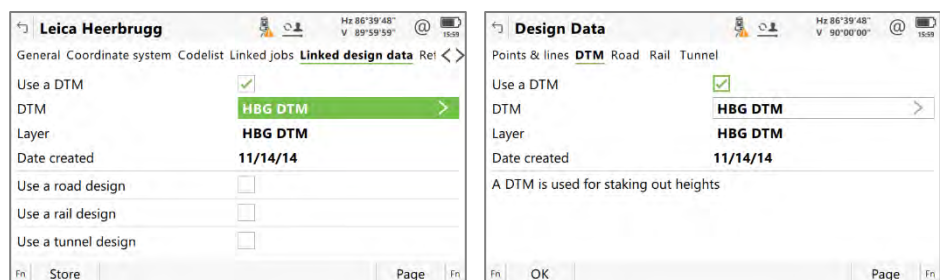 Leica Heerbrugg
Hz 86°39'48"
V 89°59'59"
@
15:59
General Coordinate system Codelist Linked jobs Linked design data Re
Use a DTM
DTM HBG DTM
Layer HBG DTM
Date created 11/14/14
Use a road design
Use a rail design
Use a tunnel design
Fn Store Page Fn
Design Data
Hz 86°39'48"
V 90°00'00"
@
15:59
Points & lines DTM Road Rail Tunnel
Use a DTM
DTM HBG DTM
Layer HBG DTM
Date created 11/14/14
A DTM is used for staking out heights
Fn OK Page Fn